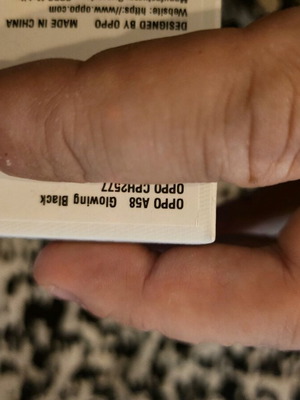 OPPO A58 Glowing Black
OPPO CPH2577
DESIGNED BY OPPO MADE IN CHINA
Website: https://www.oppo.com